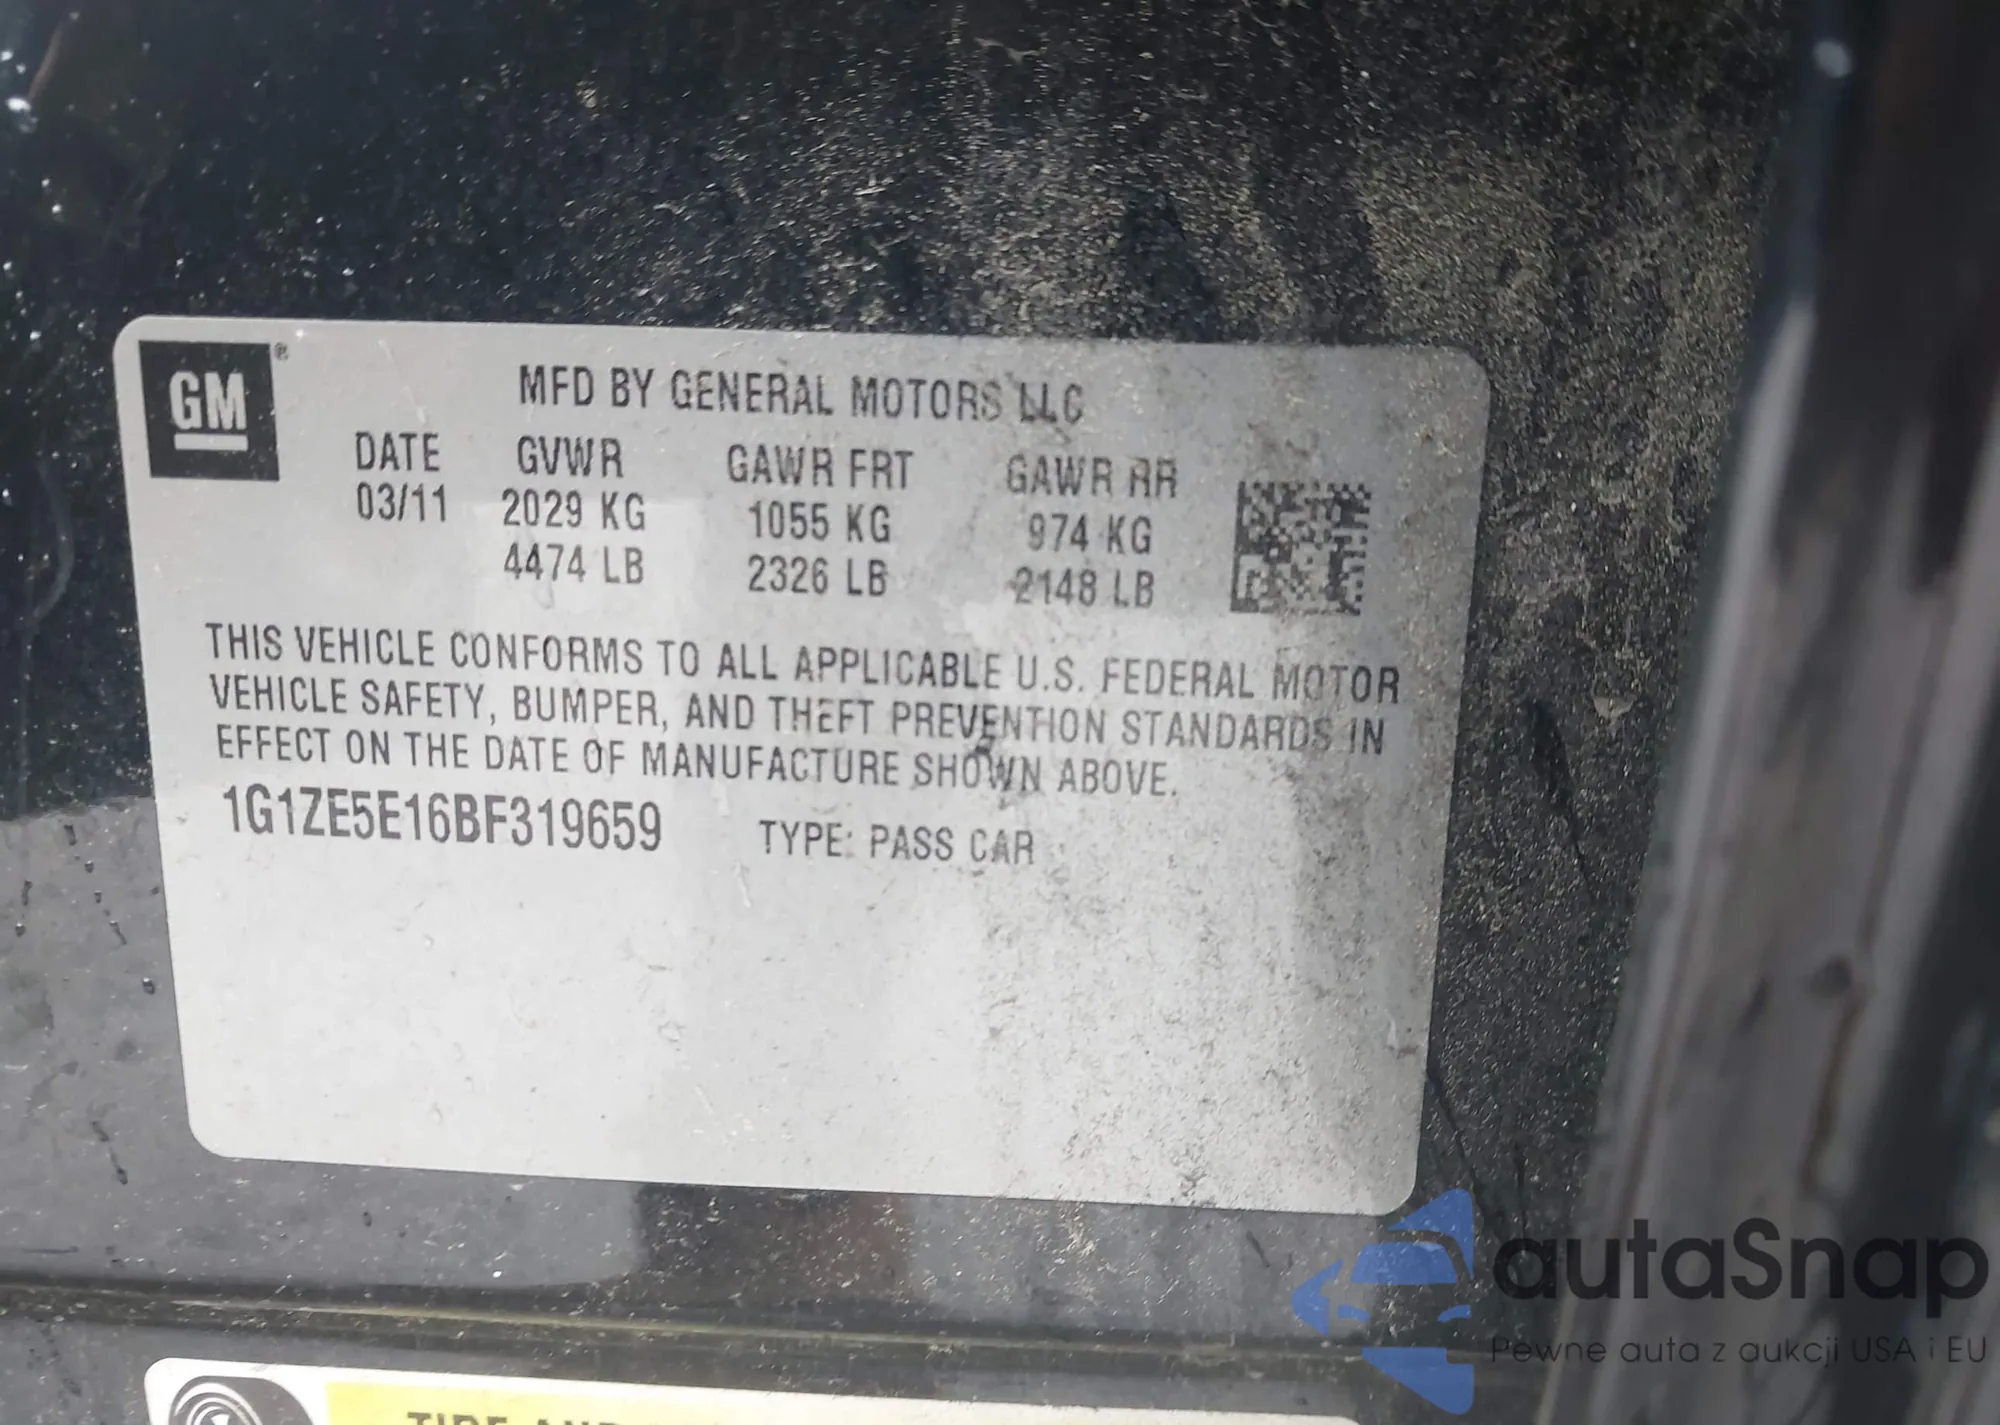 GM
®
MFD BY GENERAL MOTORS LLC
DATE GVWR GAWR FRT GAWR RR
03/11 2029 KG 1055 KG 974 KG
4474 LB 2326 LB 2148 LB
THIS VEHICLE CONFORMS TO ALL APPLICABLE U.S. FEDERAL MOTOR
VEHICLE SAFETY, BUMPER, AND THEFT PREVENTION STANDARDS IN
EFFECT ON THE DATE OF MANUFACTURE SHOWN ABOVE.
1G1ZE5E16BF319659 TYPE: PASS CAR
autaSnap
Pewne auta z aukcji USA i EU
TIRE AND